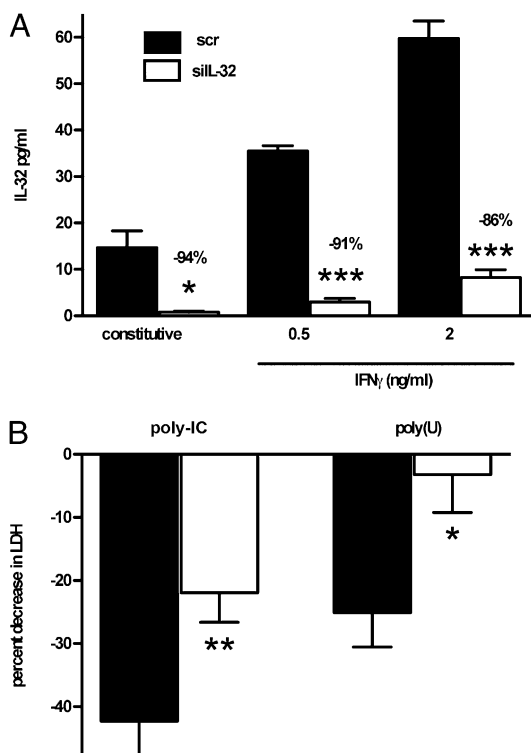 A
60
50
40
30
20
10
0
IL-32 pg/ml
scr
siIL-32
-94%
*
-91%
***
-86%
***
constitutive
0.5
2
IFNγ (ng/ml)
B
poly-IC
poly(U)
0
-10
-20
-30
-40
percent decrease in LDH
**
*